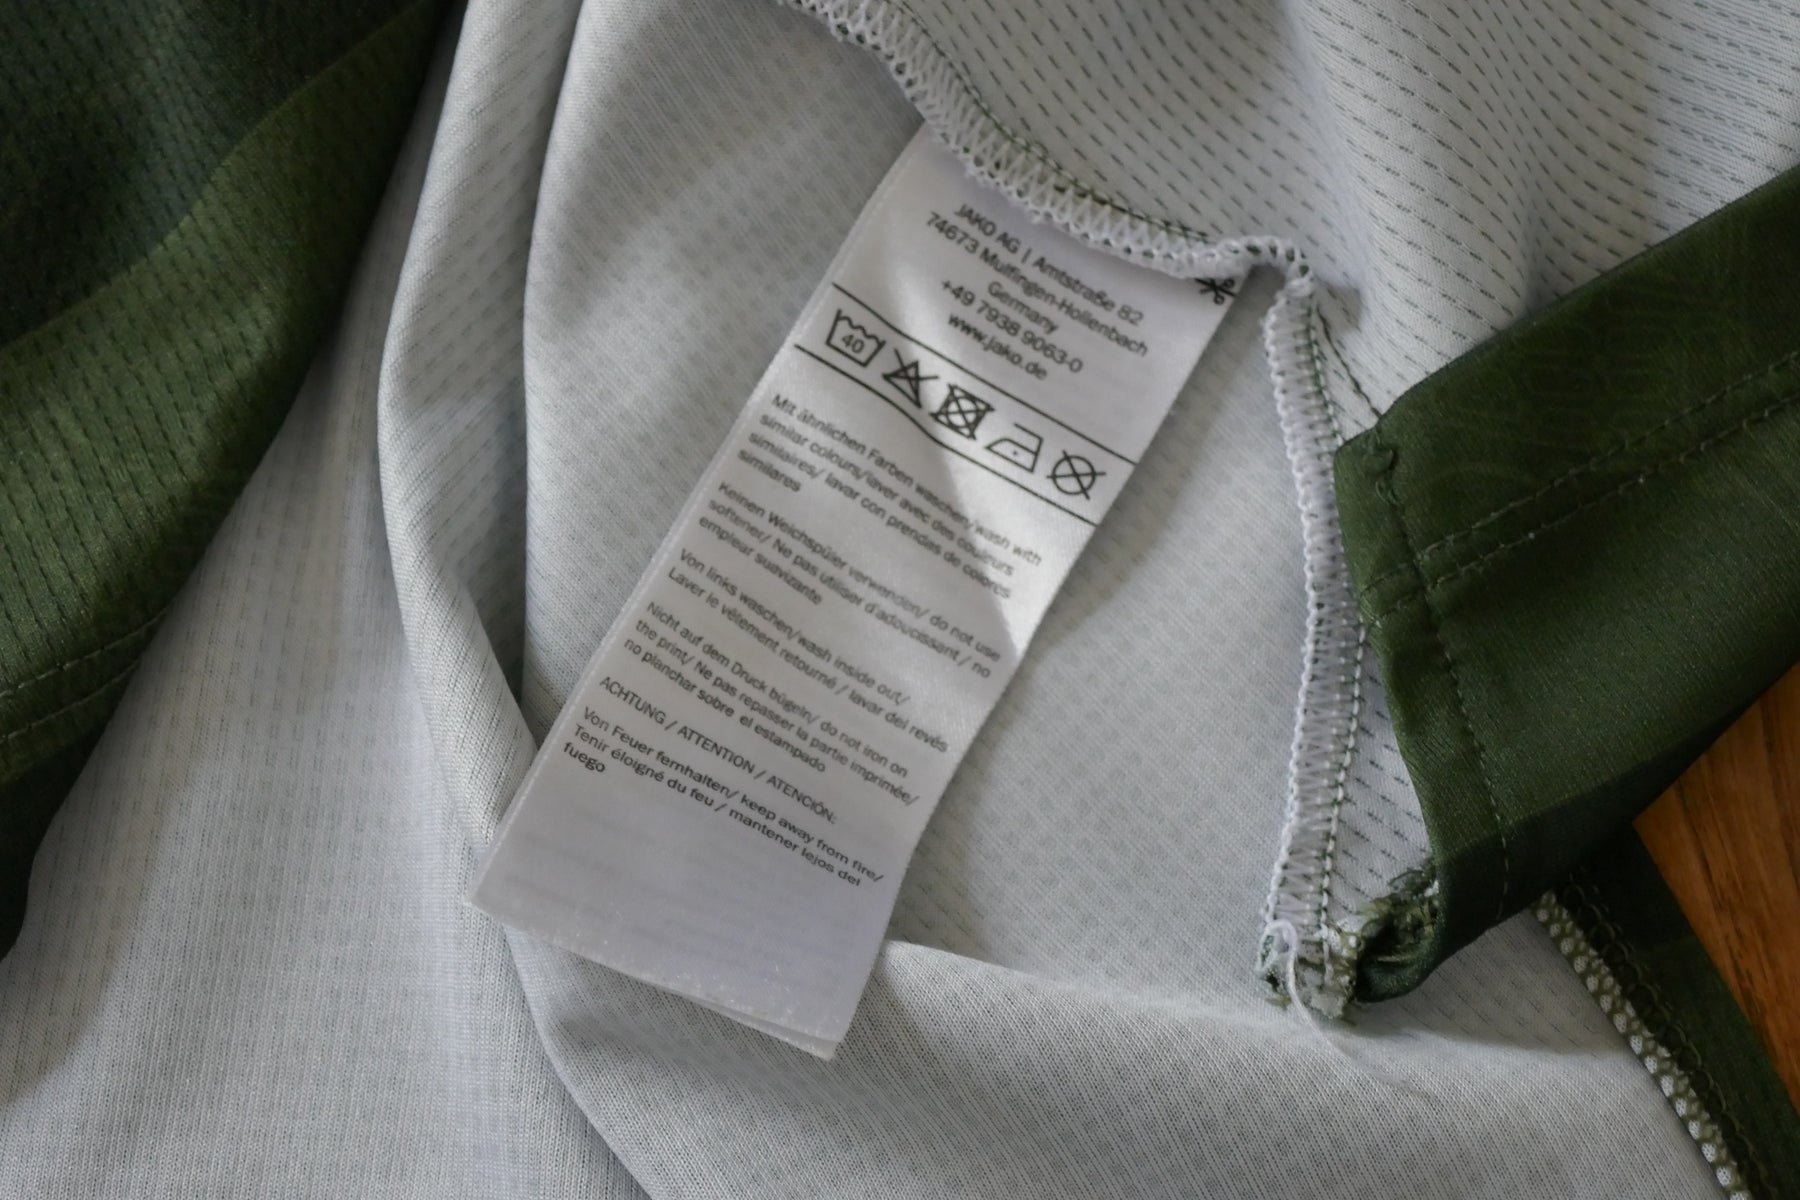 JAKO AG | Amtstraße 82
74673 Mulfingen-Hollenbach
Germany
+49 7938 9063-0
www.jako.de
40
Mit ähnlichen Farben waschen/wash with
similar colours/laver avec des couleurs
similaires/ lavar con prendas de colores
similares
Keinen Weichspüler verwenden/ do not use
softener/ Ne pas utiliser d'adoucissant / no
emplear suavizante
Von links waschen/wash inside out/
Laver le vêtement retourné / lavar del revés
Nicht auf dem Druck bügeln/ do not iron on
the print/ Ne pas repasser la partie imprimée/
no planchar sobre el estampado
ACHTUNG / ATTENTION / ATENCIÓN:
Von Feuer fernhalten/ keep away from fire/
Tenir éloigné du feu / mantener lejos del
fuego